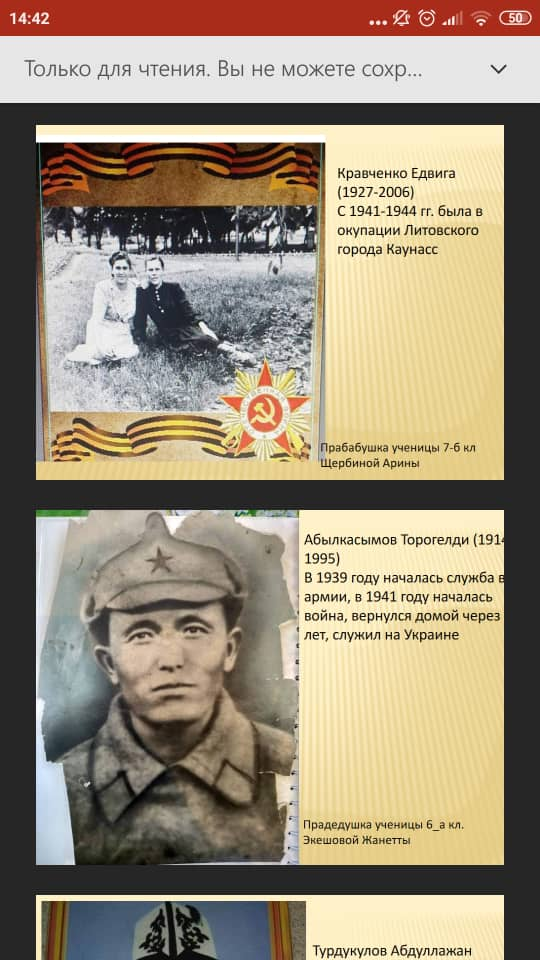 14:42
50
Только для чтения. Вы не можете сохр...
Кравченко Едвига
(1927-2006)
С 1941-1944 гг. была в
окупации Литовского
города Каунасс
Прабабушка ученицы 7-б кл
Щербиной Арины
Абылкасымов Торогелди (1914
1995)
В 1939 году началась служба в
армии, в 1941 году началась
война, вернулся домой через
лет, служил на Украине
Прадедушка ученицы 6_а кл.
Экешовой Жанетты
Турдукулов Абдуллажан